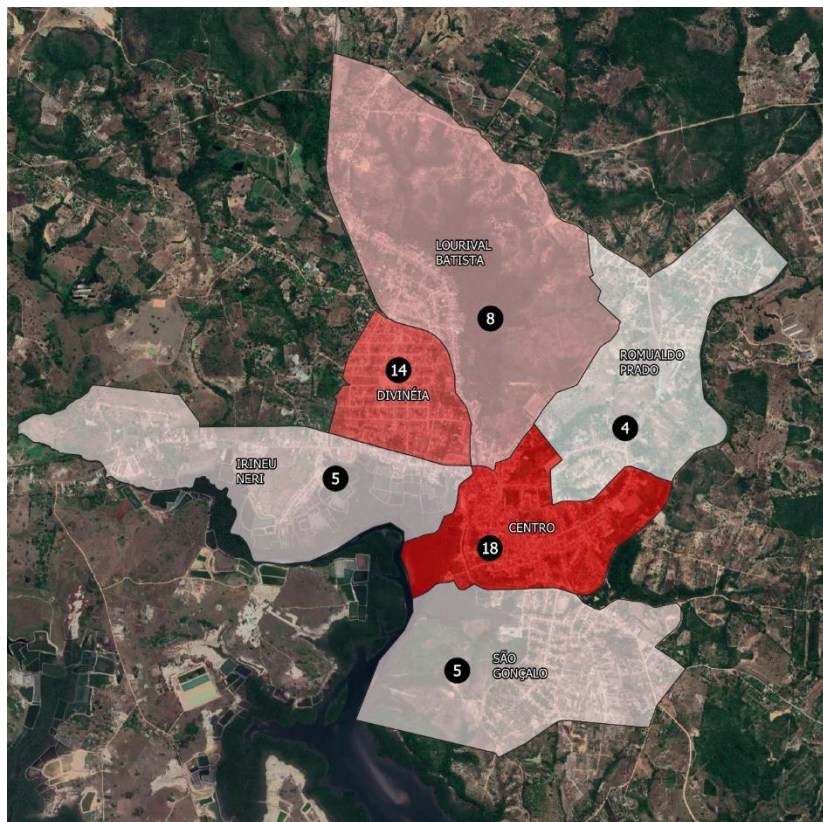 LOURIVAL
BATISTA
8
ROMUALDO
PRADO
14
DIVINÉIA
4
IRINEU
NERI
5
CENTRO
18
SÃO
GONÇALO
5